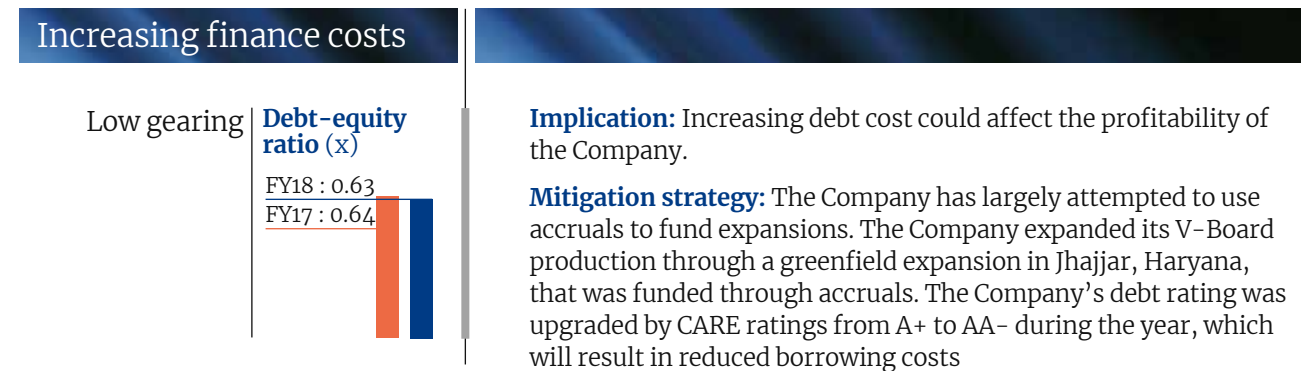 Increasing finance costs
Low gearing
Debt-equity
ratio (x)
FY18 : 0.63
FY17 : 0.64
Implication: Increasing debt cost could affect the profitability of
the Company.
Mitigation strategy: The Company has largely attempted to use
accruals to fund expansions. The Company expanded its V-Board
production through a greenfield expansion in Jhajjar, Haryana,
that was funded through accruals. The Company’s debt rating was
upgraded by CARE ratings from A+ to AA- during the year, which
will result in reduced borrowing costs